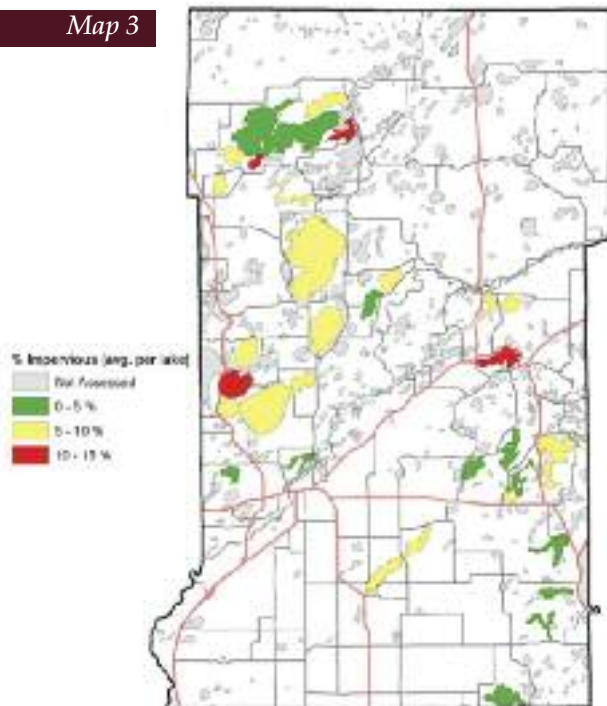 Map 3
% Impervious (avg. per lake)
Not Assessed
0 - 5 %
5 - 10 %
10 - 15 %